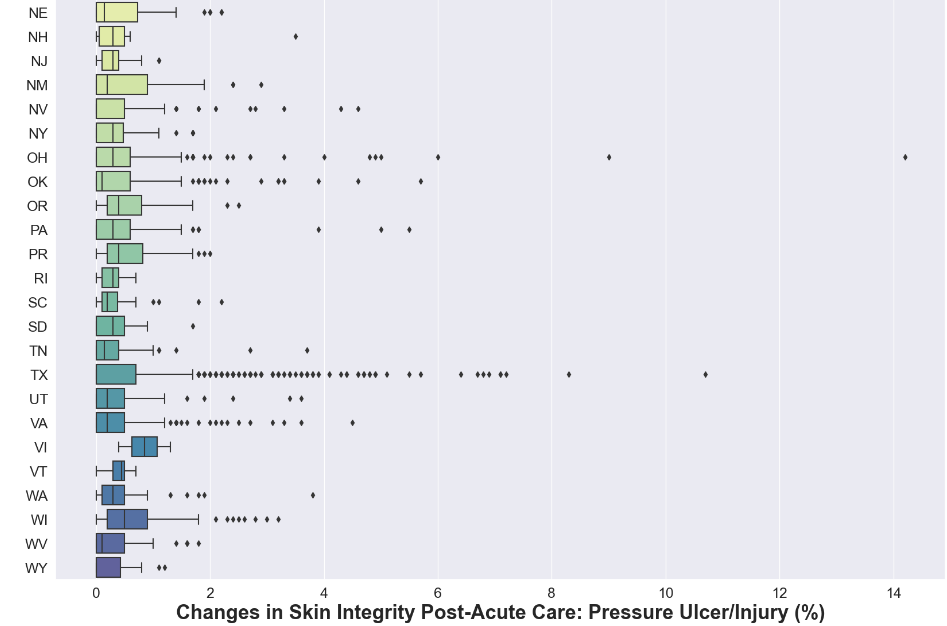 NE
NH
NJ
NM
NV
NY
OH
OK
OR
PA
PR
RI
SC
SD
TN
TX
UT
VA
VI
VT
WA
WI
WV
WY
0 2 4 6 8 10 12 14
Changes in Skin Integrity Post-Acute Care: Pressure Ulcer/Injury (%)